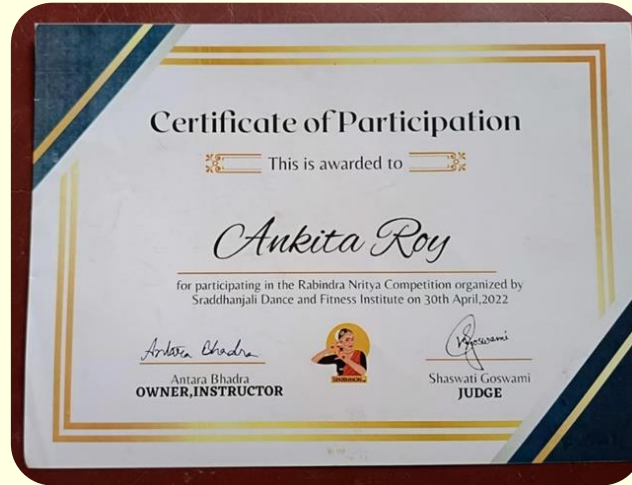 Certificate of Participation
This is awarded to
Ankita Roy
for participating in the Rabindra Nritya Competition organized by
Sraddhanjali Dance and Fitness Institute on 30th April,2022
Antara Bhadra
Antara Bhadra
OWNER,INSTRUCTOR
Shaswati Goswami
JUDGE